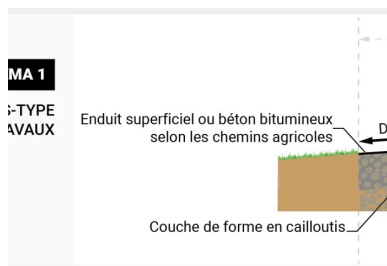 MA 1
S-TYPE
AVAUX
Enduit superficiel ou béton bitumineux
selon les chemins agricoles
D
Couche de forme en cailloutis